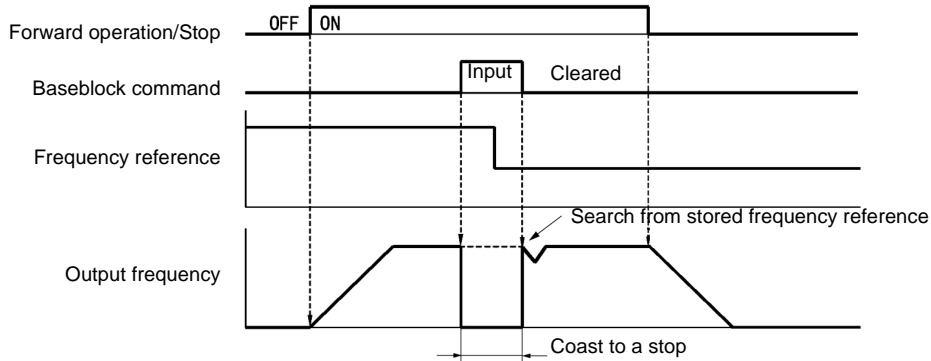 OFF ON
Forward operation/Stop
Input Cleared
Baseblock command
Frequency reference
Search from stored frequency reference
Output frequency
Coast to a stop